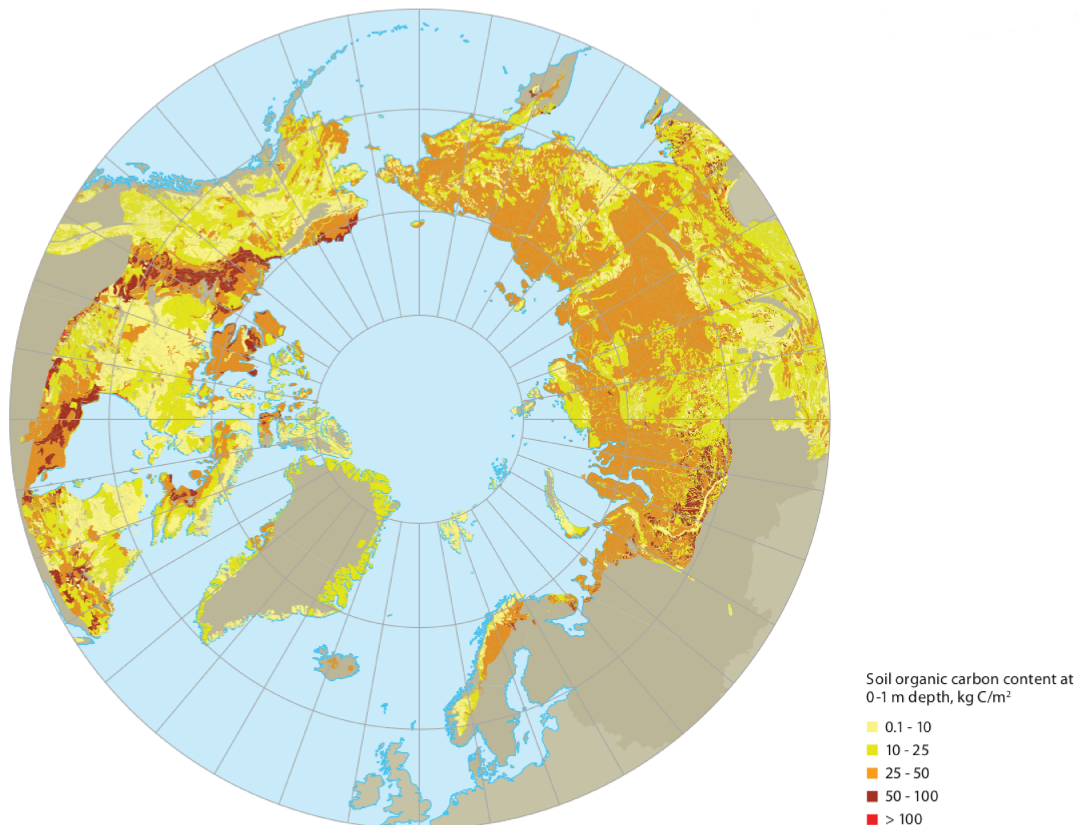 Soil organic carbon content at
0-1 m depth, kg C/m²
0.1 - 10
10 - 25
25 - 50
50 - 100
> 100